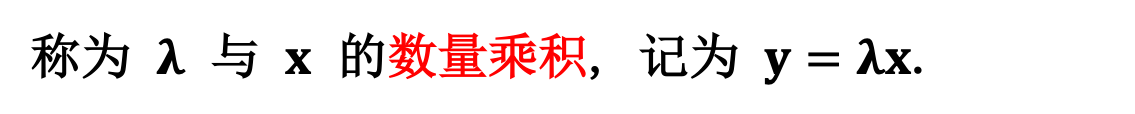 称为 λ 与 x 的数量乘积, 记为 y = λx.